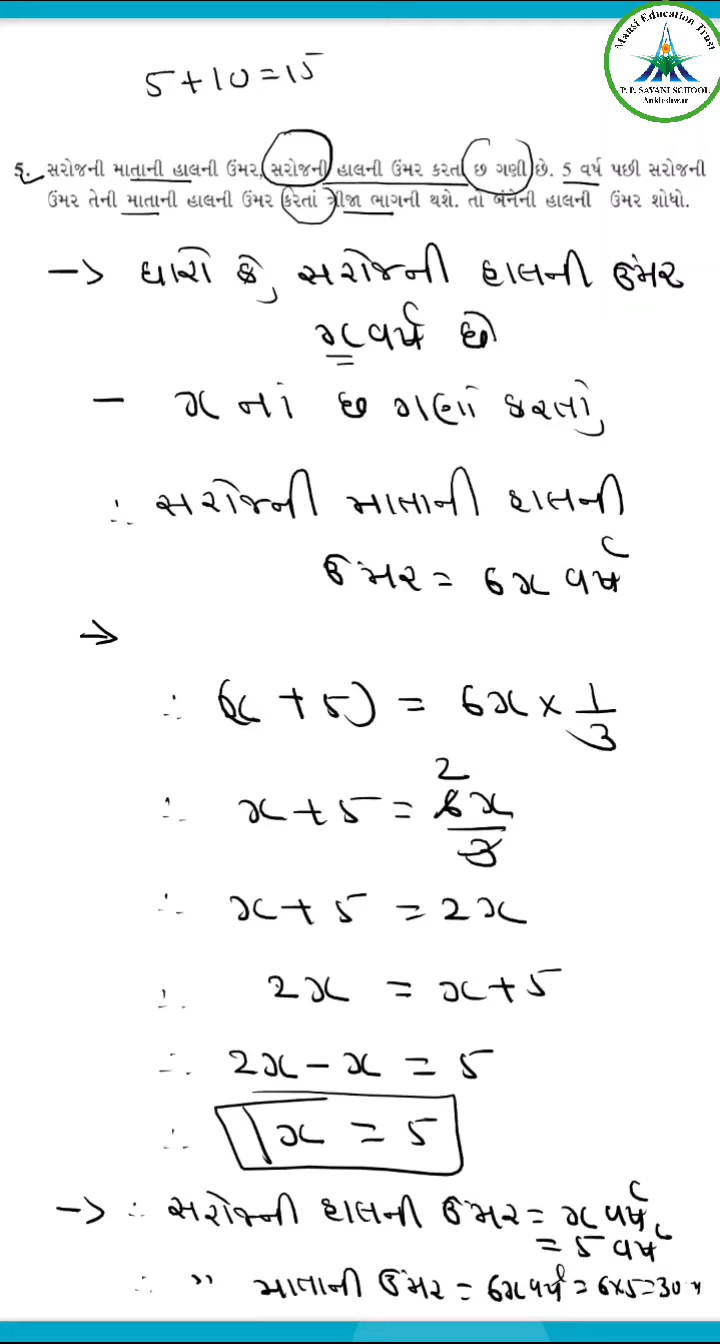 Mansi Education Trust
P. P. SAVANI SCHOOL
Ankleshwar
5+10=15
5. સરોજની માતાની હાલની ઉંમર, સરોજની હાલની ઉંમર કરતાં છ ગણી છે. 5 વર્ષ પછી સરોજની
ઉંમર તેની માતાની હાલની ઉંમર કરતાં ત્રીજા ભાગની થશે. તો બંનેની હાલની ઉંમર શોધો.
→ ધારો કે, સરોજની હાલની ઉંમર
x વર્ષ છે
- x નાં છ ગણાં કરતાં,
∴ સરોજની માતાની હાલની
ઉંમર = 6x વર્ષ
→
∴ (x + 5) = 6x × 1/3
∴ x + 5 = 6x/3 2
∴ x + 5 = 2x
∴ 2x = x + 5
∴ 2x - x = 5
∴ x = 5
→ ∴ સરોજની હાલની ઉંમર = x વર્ષ
= 5 વર્ષ
∴ " માતાની ઉંમર = 6x વર્ષ = 6×5=30 વ